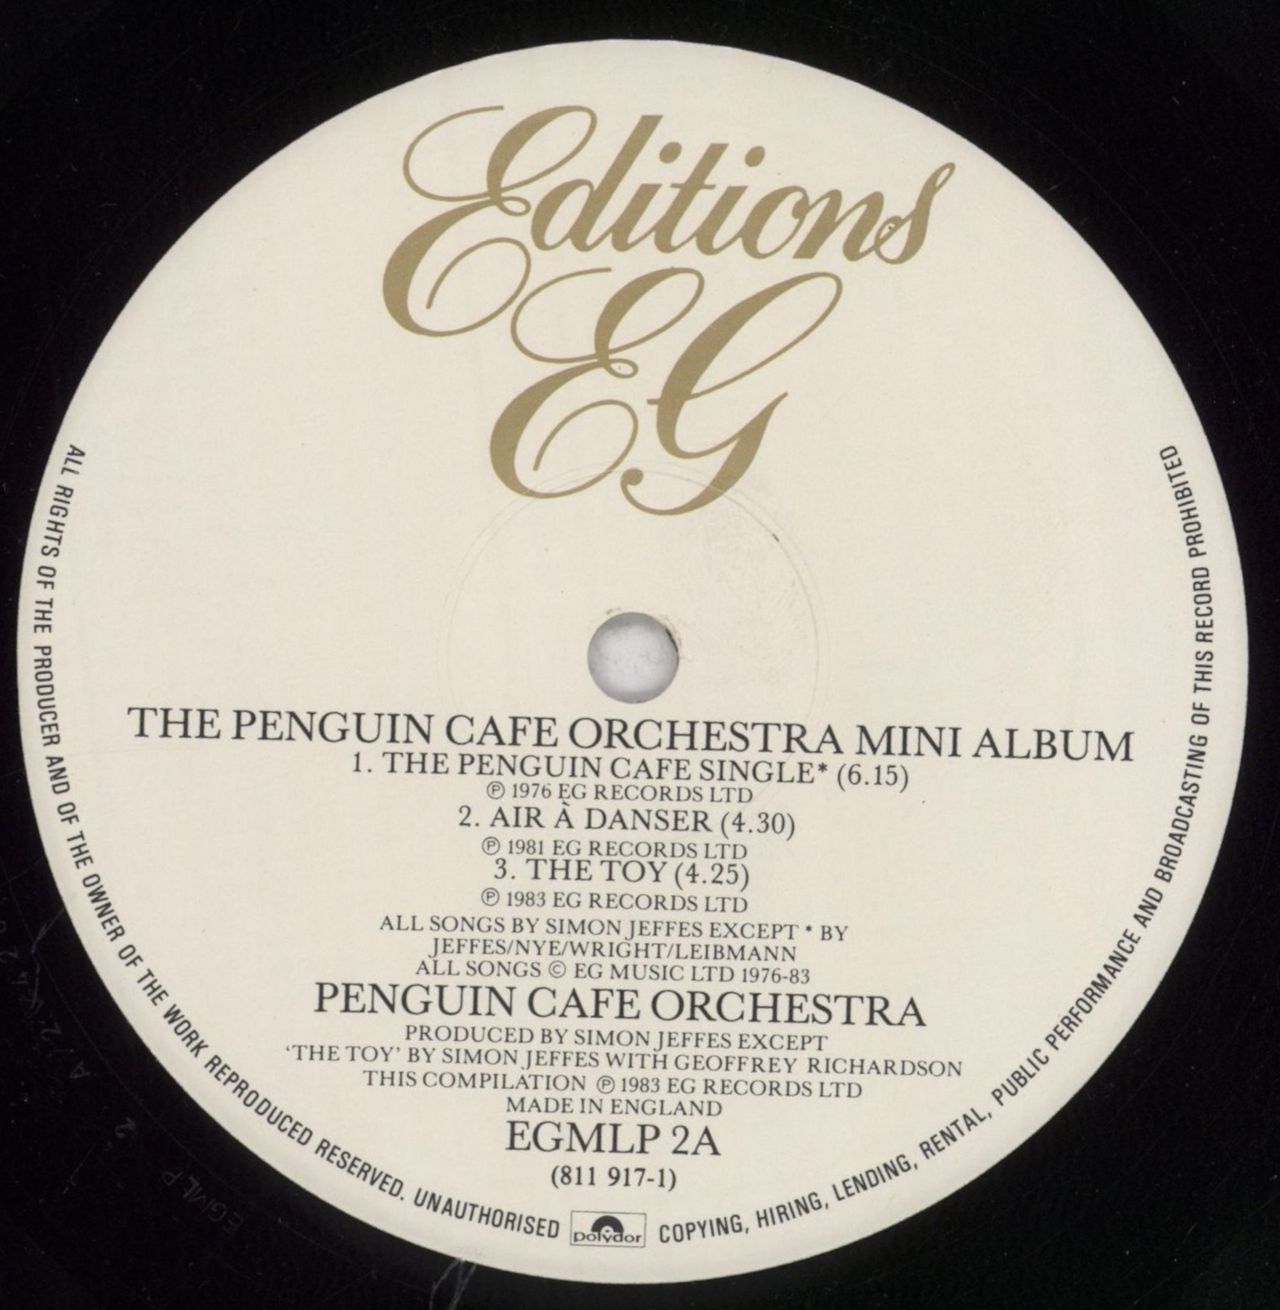 Editions
EG
THE PENGUIN CAFE ORCHESTRA MINI ALBUM
1. THE PENGUIN CAFE SINGLE* (6.15)
℗ 1976 EG RECORDS LTD
2. AIR À DANSER (4.30)
℗ 1981 EG RECORDS LTD
3. THE TOY (4.25)
℗ 1983 EG RECORDS LTD
ALL SONGS BY SIMON JEFFES EXCEPT * BY
JEFFES/NYE/WRIGHT/LEIBMANN
ALL SONGS © EG MUSIC LTD 1976-83
PENGUIN CAFE ORCHESTRA
PRODUCED BY SIMON JEFFES EXCEPT
‘THE TOY’ BY SIMON JEFFES WITH GEOFFREY RICHARDSON
THIS COMPILATION ℗ 1983 EG RECORDS LTD
MADE IN ENGLAND
EGMLP 2A
(811 917-1)
ALL RIGHTS OF THE PRODUCER AND OF THE OWNER OF THE WORK REPRODUCED RESERVED. UNAUTHORISED
polydor
COPYING, HIRING, LENDING, RENTAL, PUBLIC PERFORMANCE AND BROADCASTING OF THIS RECORD PROHIBITED
EGMLP 2